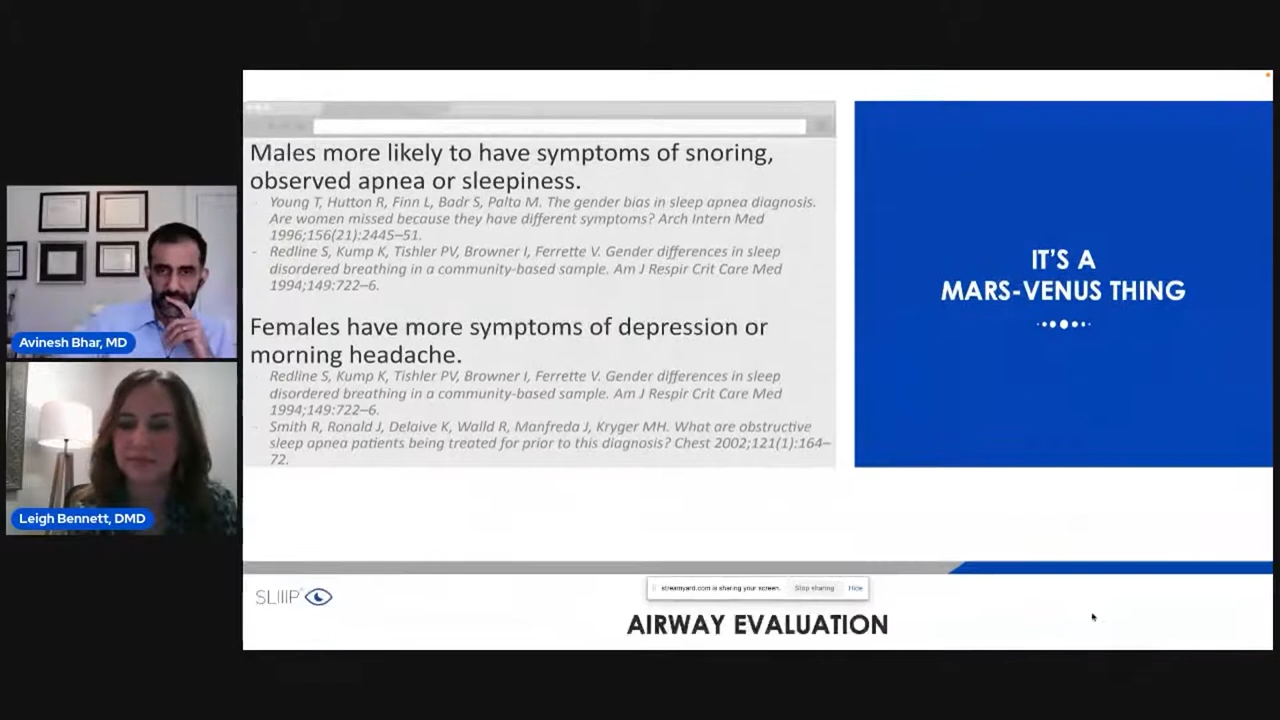 Males more likely to have symptoms of snoring,
observed apnea or sleepiness.
Young T, Hutton R, Finn L, Badr S, Palta M. The gender bias in sleep apnea diagnosis.
Are women missed because they have different symptoms? Arch Intern Med
1996;156(21):2445–51.
- Redline S, Kump K, Tishler PV, Browner I, Ferrette V. Gender differences in sleep
disordered breathing in a community-based sample. Am J Respir Crit Care Med
1994;149:722–6.
Females have more symptoms of depression or
morning headache.
Redline S, Kump K, Tishler PV, Browner I, Ferrette V. Gender differences in sleep
disordered breathing in a community-based sample. Am J Respir Crit Care Med
1994;149:722–6.
- Smith R, Ronald J, Delaive K, Walld R, Manfreda J, Kryger MH. What are obstructive
sleep apnea patients being treated for prior to this diagnosis? Chest 2002;121(1):164–
72.
IT'S A
MARS-VENUS THING
Avinesh Bhar, MD
Leigh Bennett, DMD
SLIIIP
streamyard.com is sharing your screen. Stop sharing Hide
AIRWAY EVALUATION